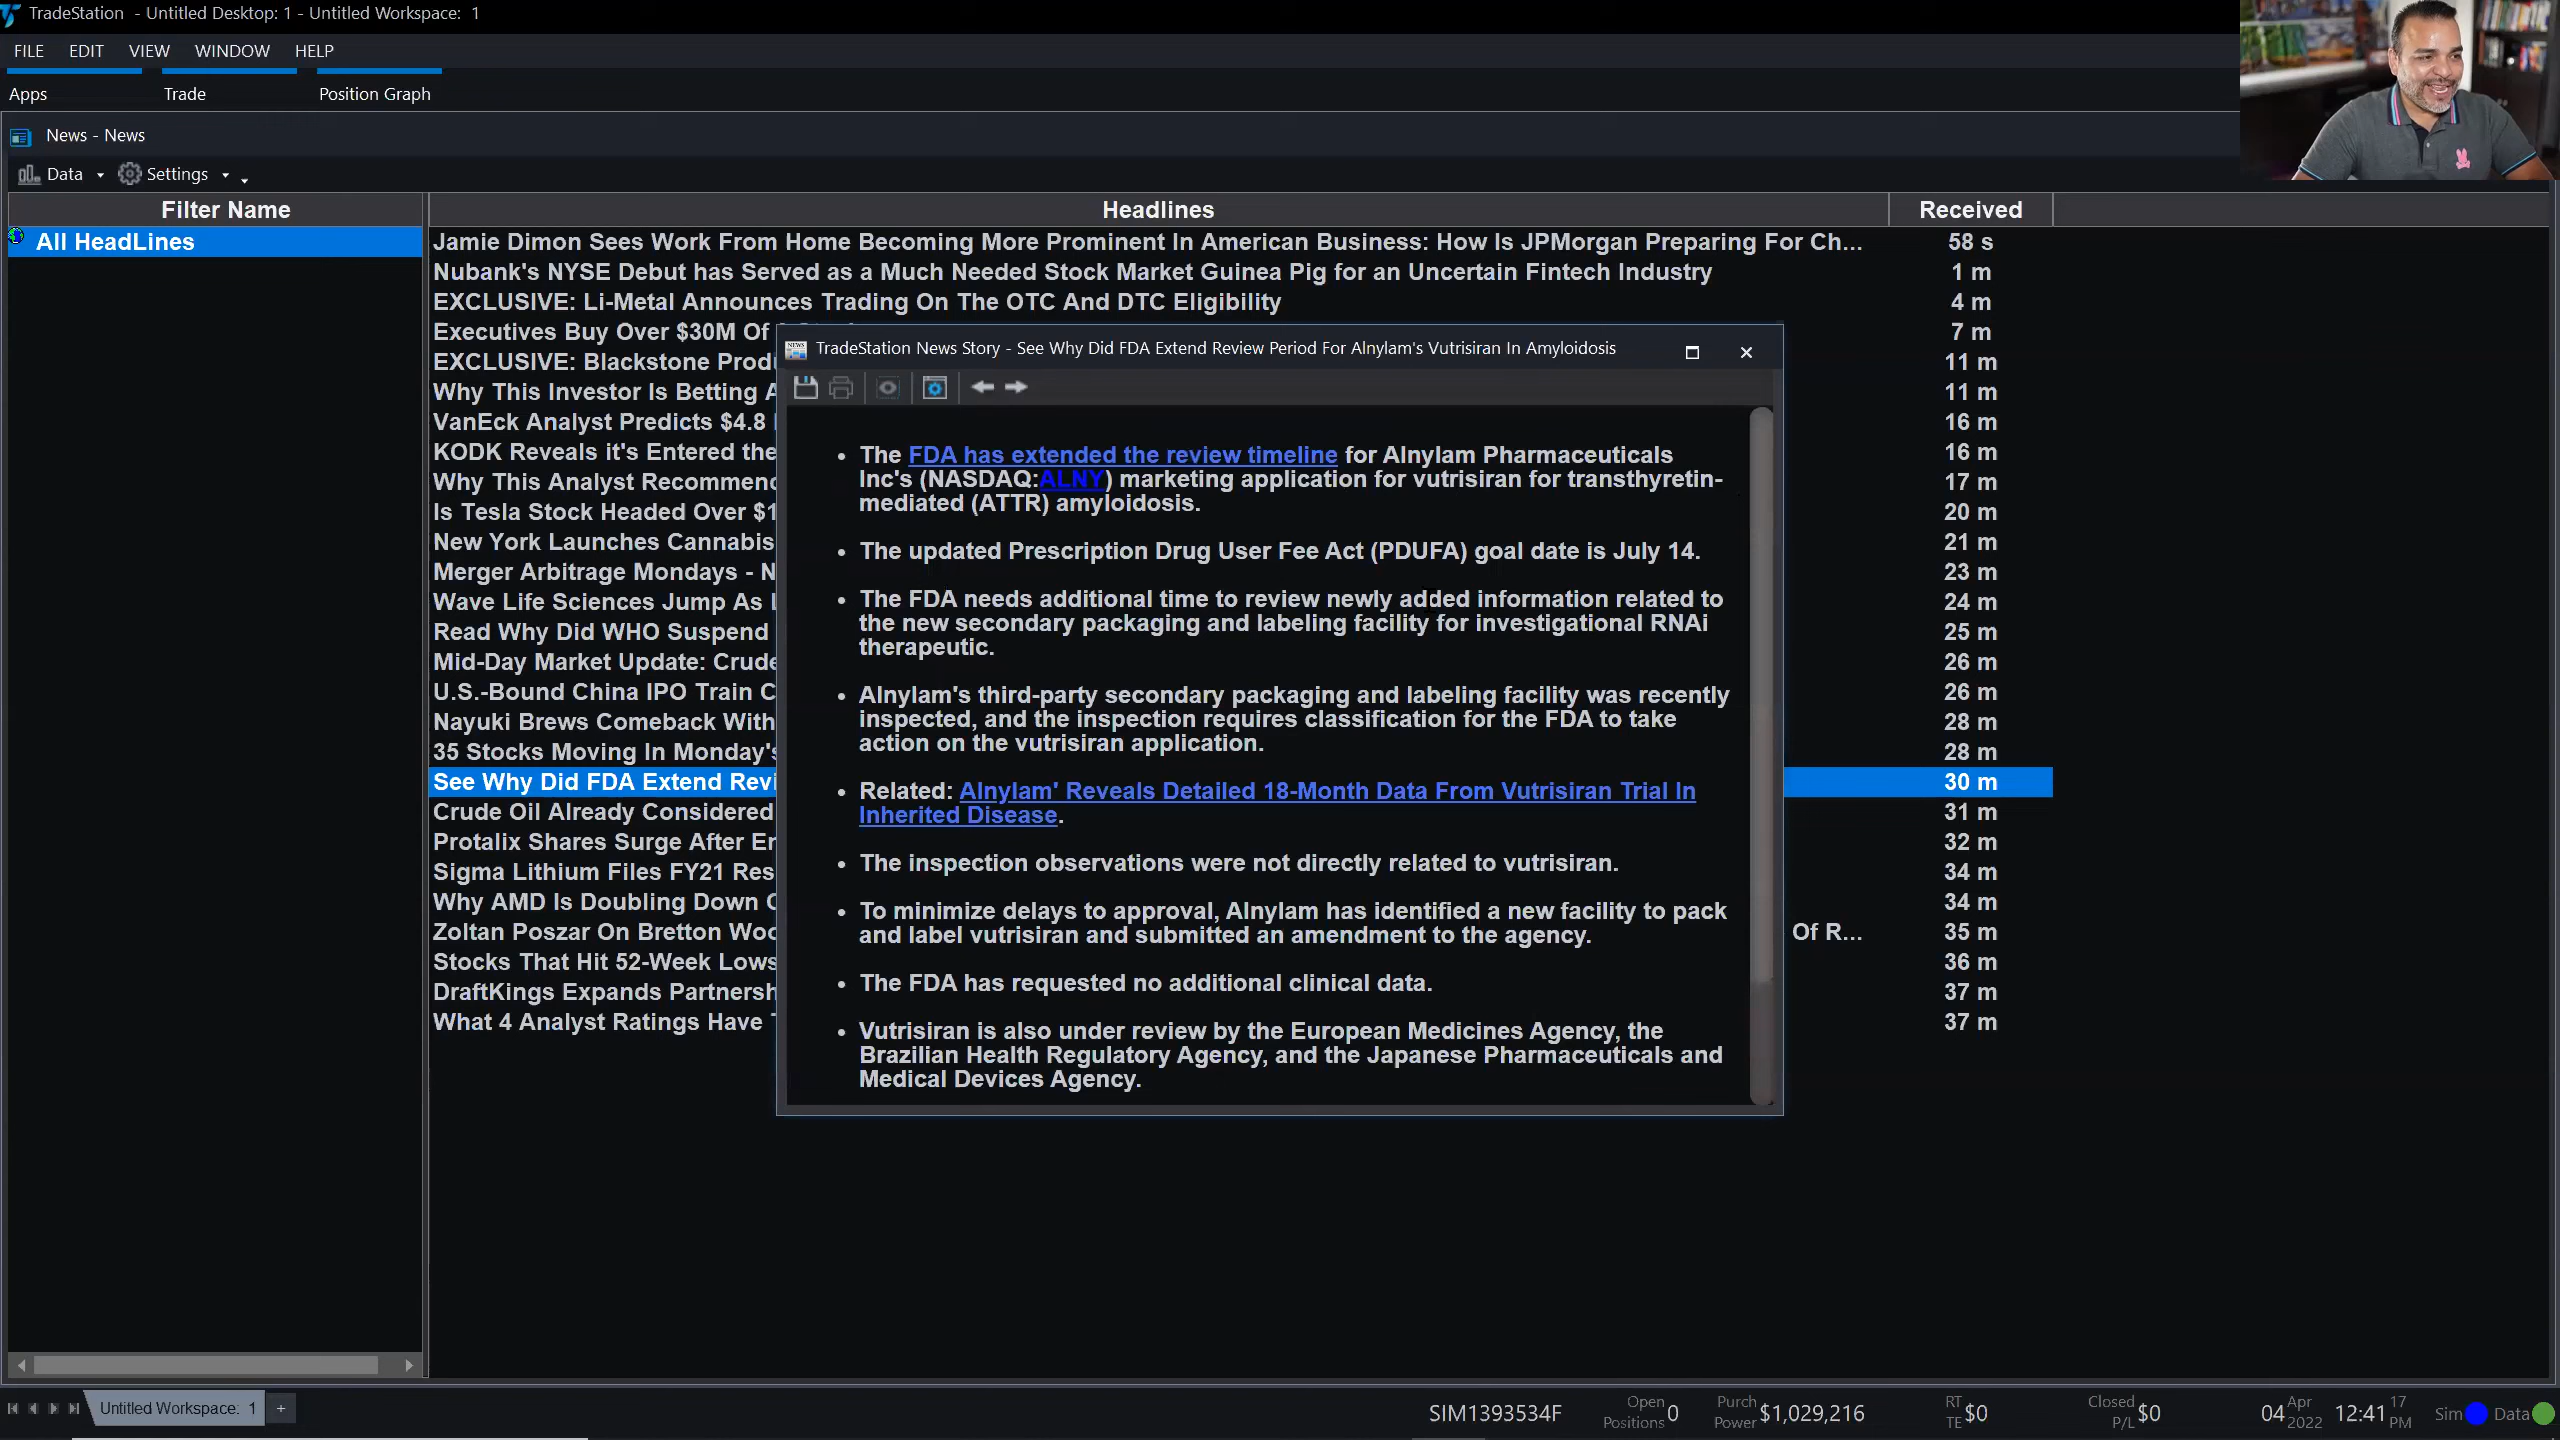 TradeStation - Untitled Desktop: 1 - Untitled Workspace: 1
FILE EDIT VIEW WINDOW HELP
Apps Trade Position Graph
News - News
Data Settings
Filter Name Headlines Received
All HeadLines
Jamie Dimon Sees Work From Home Becoming More Prominent In American Business: How Is JPMorgan Preparing For Ch... 58 s
Nubank's NYSE Debut has Served as a Much Needed Stock Market Guinea Pig for an Uncertain Fintech Industry 1 m
EXCLUSIVE: Li-Metal Announces Trading On The OTC And DTC Eligibility 4 m
Executives Buy Over $30M Of 7 m
EXCLUSIVE: Blackstone Produ 11 m
Why This Investor Is Betting A 11 m
VanEck Analyst Predicts $4.8 16 m
KODK Reveals it's Entered the 16 m
Why This Analyst Recommend 17 m
Is Tesla Stock Headed Over $1 20 m
New York Launches Cannabis 21 m
Merger Arbitrage Mondays - N 23 m
Wave Life Sciences Jump As 24 m
Read Why Did WHO Suspend 25 m
Mid-Day Market Update: Crude 26 m
U.S.-Bound China IPO Train C 26 m
Nayuki Brews Comeback With 28 m
35 Stocks Moving In Monday's 28 m
See Why Did FDA Extend Revi 30 m
Crude Oil Already Considered 31 m
Protalix Shares Surge After En 32 m
Sigma Lithium Files FY21 Res 34 m
Why AMD Is Doubling Down 34 m
Zoltan Poszar On Bretton Woo Of R... 35 m
Stocks That Hit 52-Week Lows 36 m
DraftKings Expands Partnersh 37 m
What 4 Analyst Ratings Have 37 m
TradeStation News Story - See Why Did FDA Extend Review Period For Alnylam's Vutrisiran In Amyloidosis
• The FDA has extended the review timeline for Alnylam Pharmaceuticals
Inc's (NASDAQ:ALNY) marketing application for vutrisiran for transthyretin-
mediated (ATTR) amyloidosis.
• The updated Prescription Drug User Fee Act (PDUFA) goal date is July 14.
• The FDA needs additional time to review newly added information related to
the new secondary packaging and labeling facility for investigational RNAi
therapeutic.
• Alnylam's third-party secondary packaging and labeling facility was recently
inspected, and the inspection requires classification for the FDA to take
action on the vutrisiran application.
• Related: Alnylam' Reveals Detailed 18-Month Data From Vutrisiran Trial In
Inherited Disease.
• The inspection observations were not directly related to vutrisiran.
• To minimize delays to approval, Alnylam has identified a new facility to pack
and label vutrisiran and submitted an amendment to the agency.
• The FDA has requested no additional clinical data.
• Vutrisiran is also under review by the European Medicines Agency, the
Brazilian Health Regulatory Agency, and the Japanese Pharmaceuticals and
Medical Devices Agency.
Untitled Workspace: 1 +
SIM1393534F Open Positions 0 Purch Power $1,029,216 RT TE $0 Closed P/L $0 04 Apr 2022 12:41 17 PM Sim Data